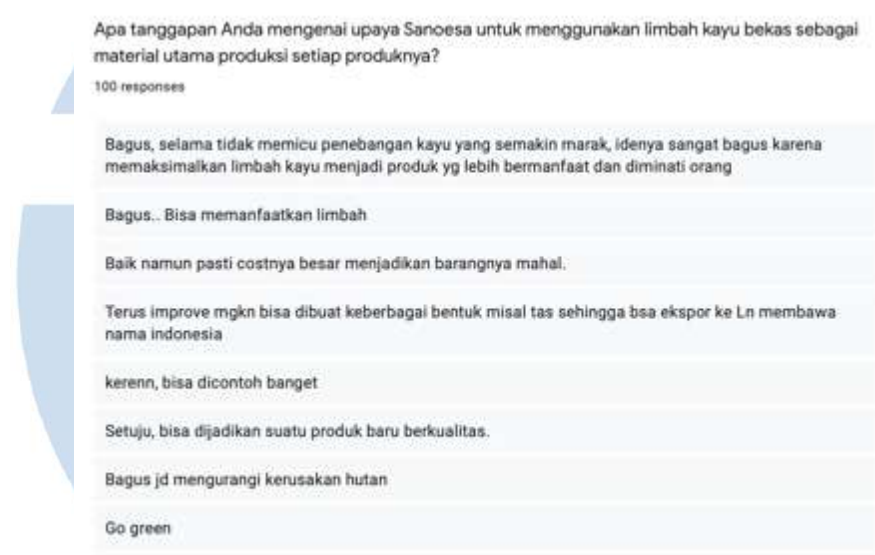 Apa tanggapan Anda mengenai upaya Sanoesa untuk menggunakan limbah kayu bekas sebagai
material utama produksi setiap produknya?
100 responses
Bagus, selama tidak memicu penebangan kayu yang semakin marak, idenya sangat bagus karena
memaksimalkan limbah kayu menjadi produk yg lebih bermanfaat dan diminati orang
Bagus.. Bisa memanfaatkan limbah
Baik namun pasti costnya besar menjadikan barangnya mahal.
Terus improve mgkn bisa dibuat keberbagai bentuk misal tas sehingga bsa ekspor ke Ln membawa
nama indonesia
kerenn, bisa dicontoh banget
Setuju, bisa dijadikan suatu produk baru berkualitas.
Bagus jd mengurangi kerusakan hutan
Go green